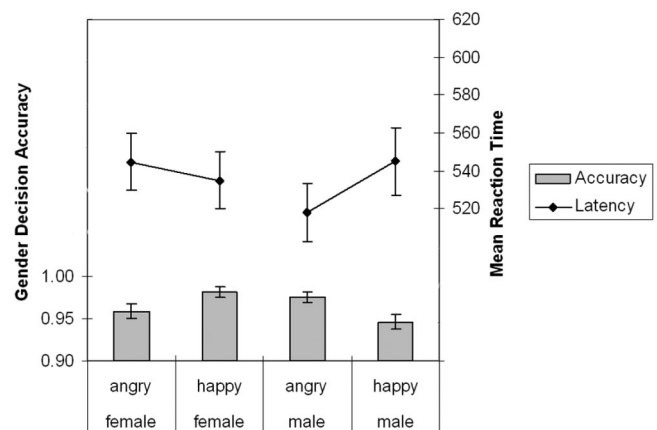 Gender Decision Accuracy
1.00
0.95
0.90
620
600
580
560
540
520
Mean Reaction Time
Accuracy
Latency
angry happy angry happy
female female male male